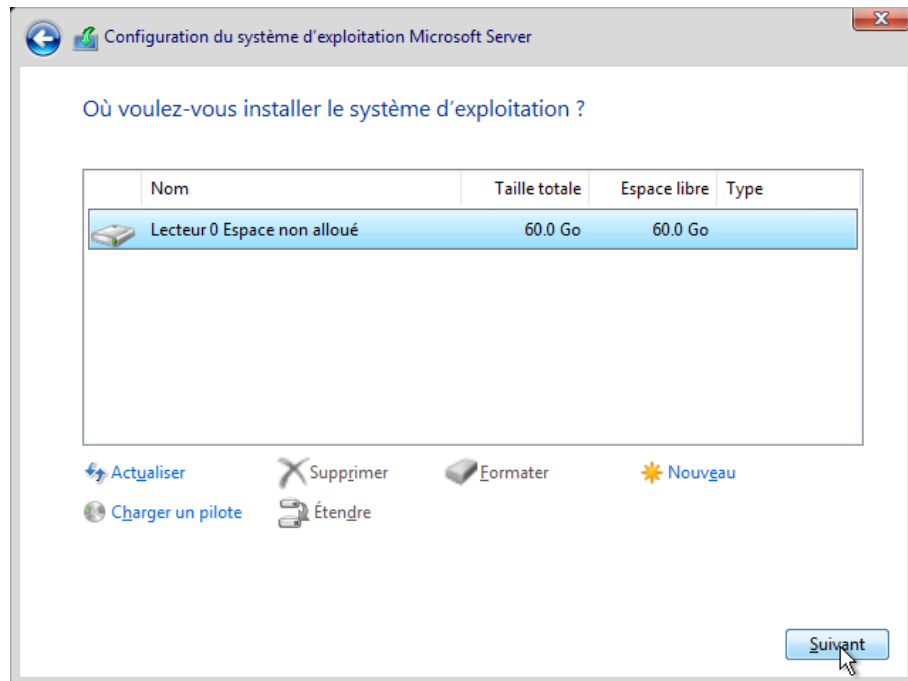 Configuration du système d’exploitation Microsoft Server
Où voulez-vous installer le système d’exploitation ?
Nom Taille totale Espace libre Type
Lecteur 0 Espace non alloué 60.0 Go 60.0 Go
Actualiser Supprimer Formater Nouveau
Charger un pilote Étendre
Suivant